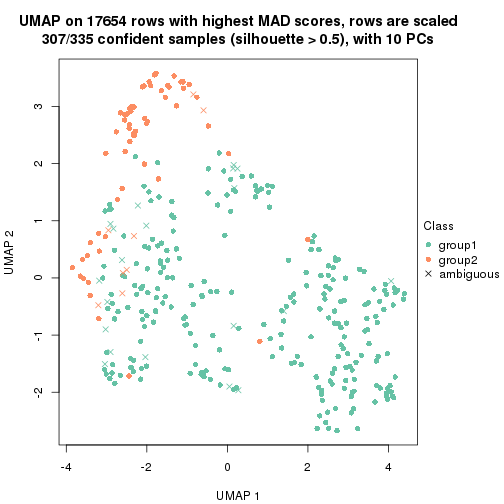 UMAP on 17654 rows with highest MAD scores, rows are scaled
307/335 confident samples (silhouette > 0.5), with 10 PCs
Class
group1
group2
ambiguous
UMAP 2
3
2
1
0
-1
-2
-4
-2
0
2
4
UMAP 1